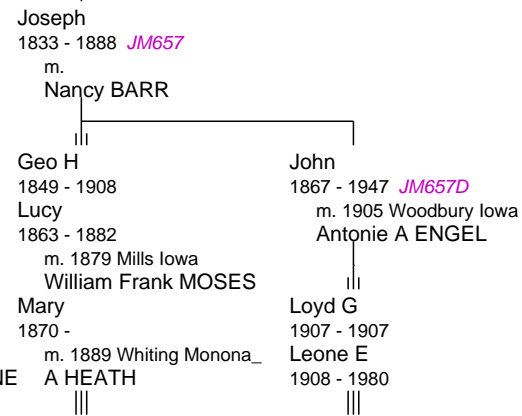 Joseph
1833 - 1888 JM657
m.
Nancy BARR
Geo H
1849 - 1908
Lucy
1863 - 1882
m. 1879 Mills Iowa
William Frank MOSES
Mary
1870 -
m. 1889 Whiting Monona_
NE A HEATH
John
1867 - 1947 JM657D
m. 1905 Woodbury Iowa
Antonie A ENGEL
Loyd G
1907 - 1907
Leone E
1908 - 1980